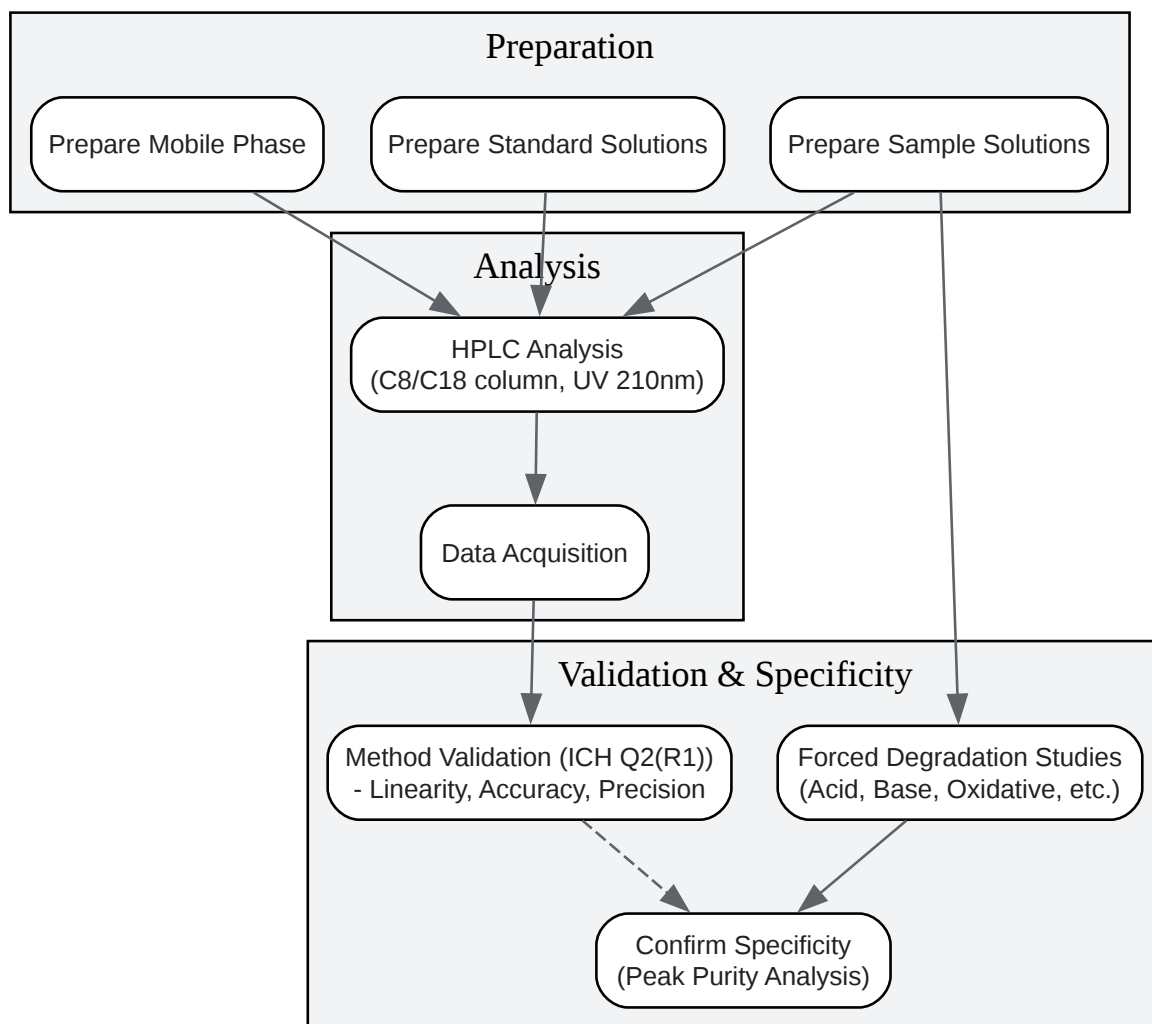 Preparation
Prepare Mobile Phase
Prepare Standard Solutions
Prepare Sample Solutions
Analysis
HPLC Analysis
(C8/C18 column, UV 210nm)
Data Acquisition
Validation & Specificity
Method Validation (ICH Q2(R1))
- Linearity, Accuracy, Precision
Forced Degradation Studies
(Acid, Base, Oxidative, etc.)
Confirm Specificity
(Peak Purity Analysis)